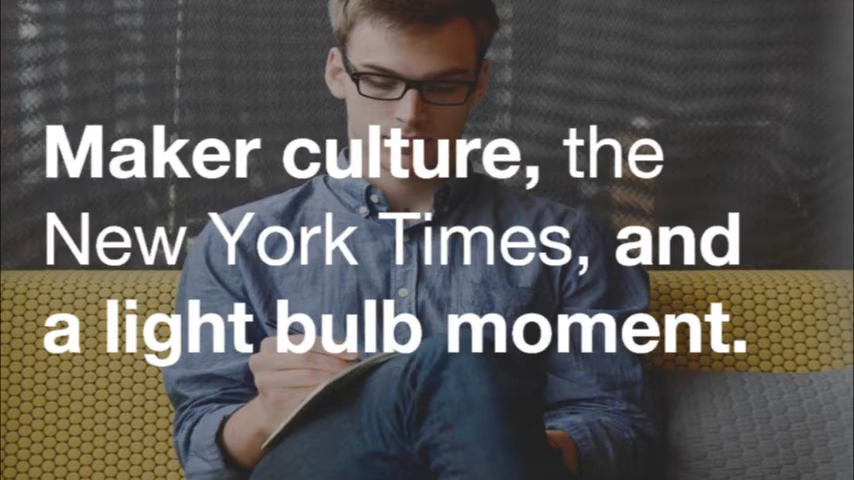 Maker culture, the
New York Times, and
a light bulb moment.